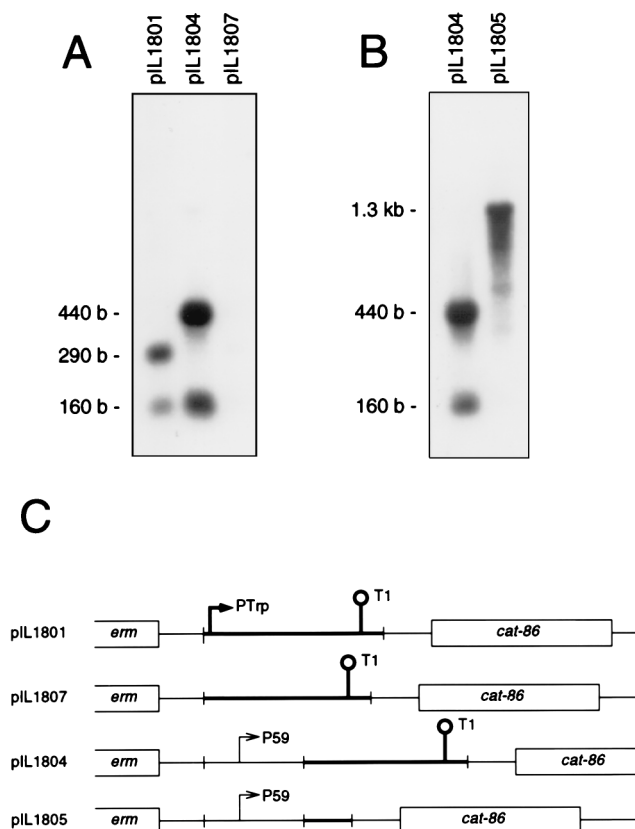 A
pIL1801
pIL1804
pIL1807
440 b -
290 b -
160 b -
B
pIL1804
pIL1805
1.3 kb -
440 b -
160 b -
C
pIL1801 erm PTrp T1 cat-86
pIL1807 erm T1 cat-86
pIL1804 erm P59 T1 cat-86
pIL1805 erm P59 cat-86